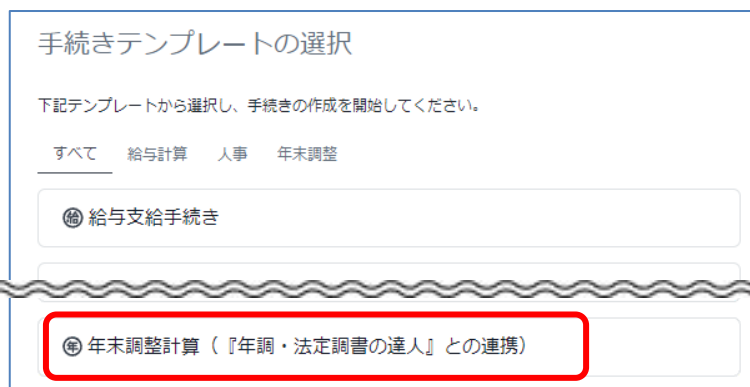 手続きテンプレートの選択
下記テンプレートから選択し、手続きの作成を開始してください。
すべて 給与計算 人事 年末調整
給 給与支給手続き
年 年末調整計算（『年調・法定調書の達人』との連携）